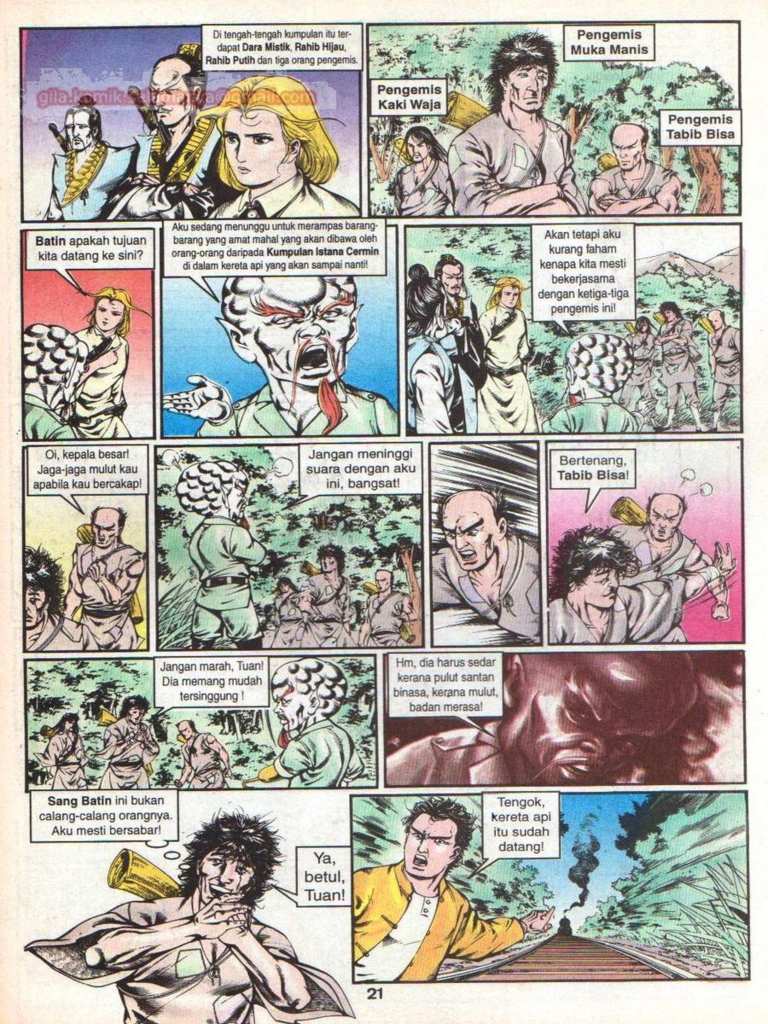 Di tengah-tengah kumpulan itu ter-
dapat Dara Mistik, Rahib Hijau,
Rahib Putih dan tiga orang pengemis.
Pengemis
Kaki Waja
Pengemis
Muka Manis
Pengemis
Tabib Bisa
Batin apakah tujuan
kita datang ke sini?
Aku sedang menunggu untuk merampas barang-
barang yang amat mahal yang akan dibawa oleh
orang-orang daripada Kumpulan Istana Cermin
di dalam kereta api yang akan sampai nanti!
Akan tetapi aku
kurang faham
kenapa kita mesti
bekerjasama
dengan ketiga-tiga
pengemis ini!
Oi, kepala besar!
Jaga-jaga mulut kau
apabila kau bercakap!
Jangan meninggi
suara dengan aku
ini, bangsat!
Bertenang,
Tabib Bisa!
Jangan marah, Tuan!
Dia memang mudah
tersinggung !
Hm, dia harus sedar
kerana pulut santan
binasa, kerana mulut,
badan merasa!
Sang Batin ini bukan
calang-calang orangnya.
Aku mesti bersabar!
Ya,
betul,
Tuan!
Tengok,
kereta api
itu sudah
datang!
21